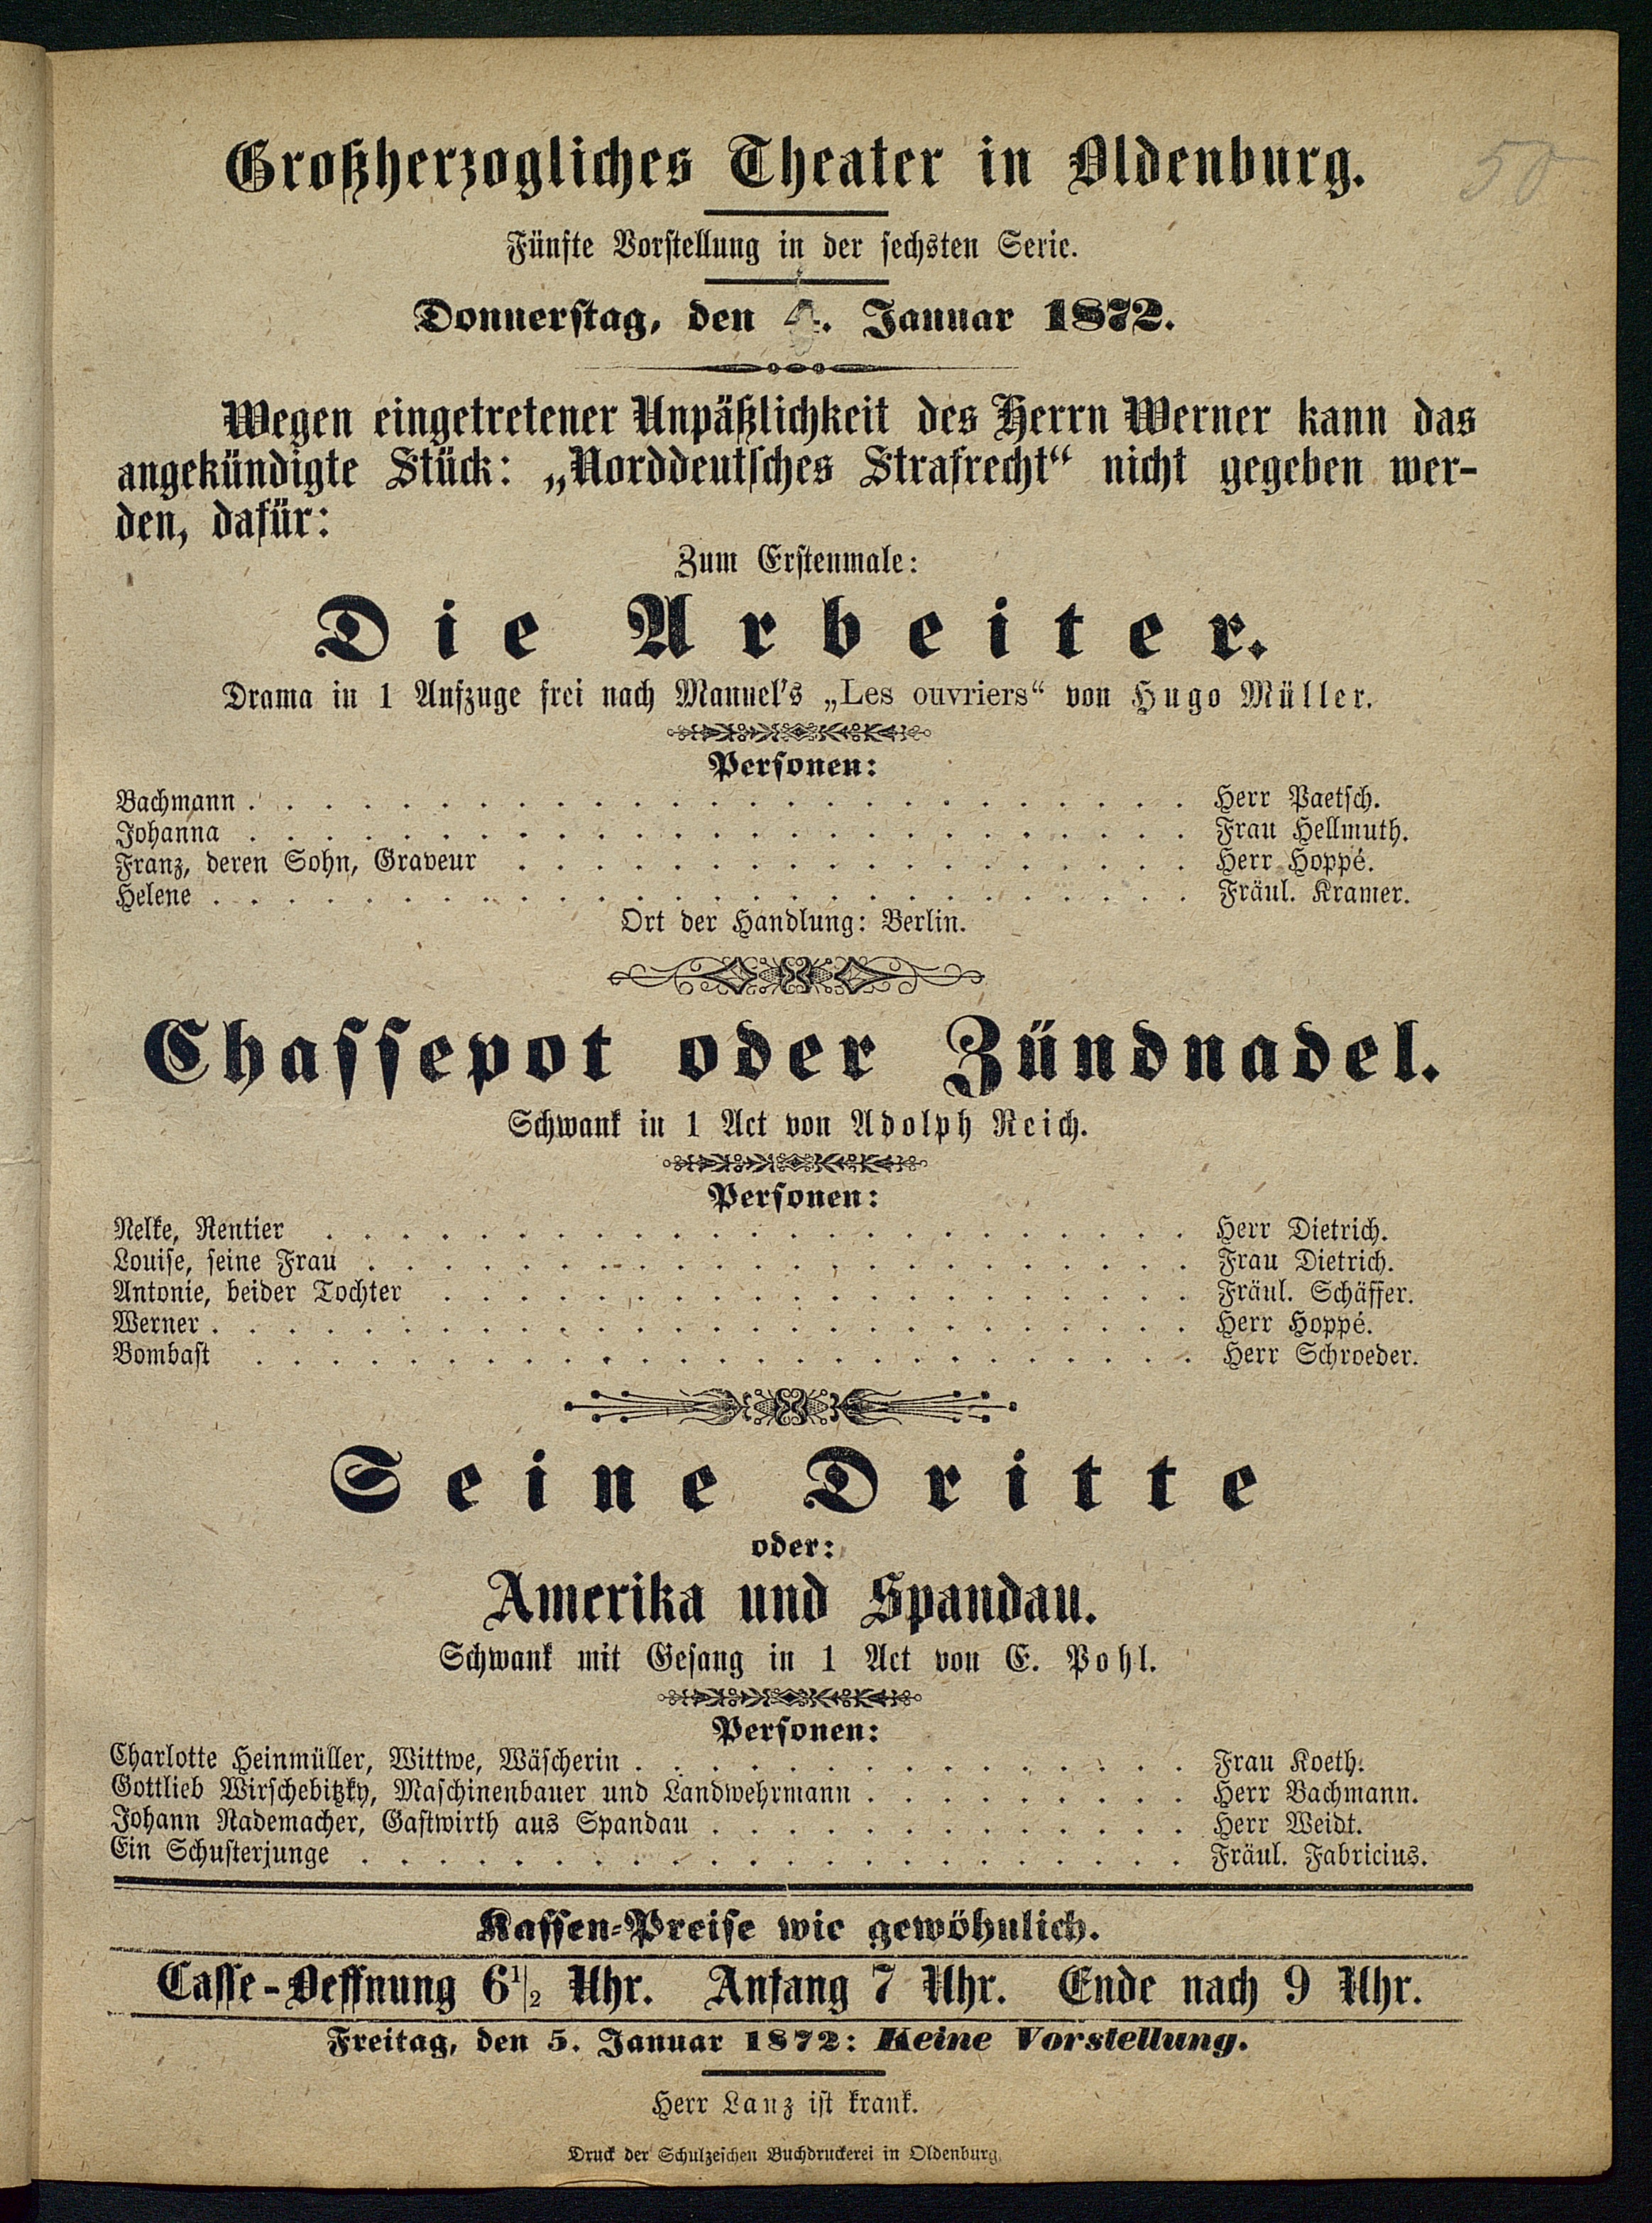 50
Großherzogliches Theater in Oldenburg.
Fünfte Vorstellung in der sechsten Serie.
Donnerstag, den 4. Januar 1872.
Wegen eingetretener Unpäßlichkeit des Herrn Werner kann das
angekündigte Stück: „Norddeutsches Strafrecht“ nicht gegeben wer-
den, dafür:
Zum Erstenmale:
Die Arbeiter.
Drama in 1 Aufzuge frei nach Manuel's „Les ouvriers“ von Hugo Müller.
Personen:
Bachmann . . . . . . . . . . Herr Paetsch.
Johanna . . . . . . . . . . Frau Hellmuth.
Franz, deren Sohn, Graveur . . . . . . . . . . Herr Hoppé.
Helene . . . . . . . . . . Fräul. Kramer.
Ort der Handlung: Berlin.
Chassepot oder Zündnadel.
Schwank in 1 Act von Adolph Reich.
Personen:
Nelke, Rentier . . . . . . . . . . Herr Dietrich.
Louise, seine Frau . . . . . . . . . . Frau Dietrich.
Antonie, beider Tochter . . . . . . . . . . Fräul. Schäffer.
Werner . . . . . . . . . . Herr Hoppé.
Bombast . . . . . . . . . . Herr Schroeder.
Seine Dritte
oder:
Amerika und Spandau.
Schwank mit Gesang in 1 Act von E. Pohl.
Personen:
Charlotte Heinmüller, Wittwe, Wäscherin . . . . . . . . . . Frau Koeth.
Gottlieb Wirschebitzky, Maschinenbauer und Landwehrmann . . . . . . . . . Herr Bachmann.
Johann Rademacher, Gastwirth aus Spandau . . . . . . . . . . Herr Weidt.
Ein Schusterjunge . . . . . . . . . . Fräul. Fabricius.
Kassen-Preise wie gewöhnlich.
Casse-Oeffnung 6 1/2 Uhr. Anfang 7 Uhr. Ende nach 9 Uhr.
Freitag, den 5. Januar 1872: Keine Vorstellung.
Herr Lanz ist krank.
Druck der Schulzeschen Buchdruckerei in Oldenburg.